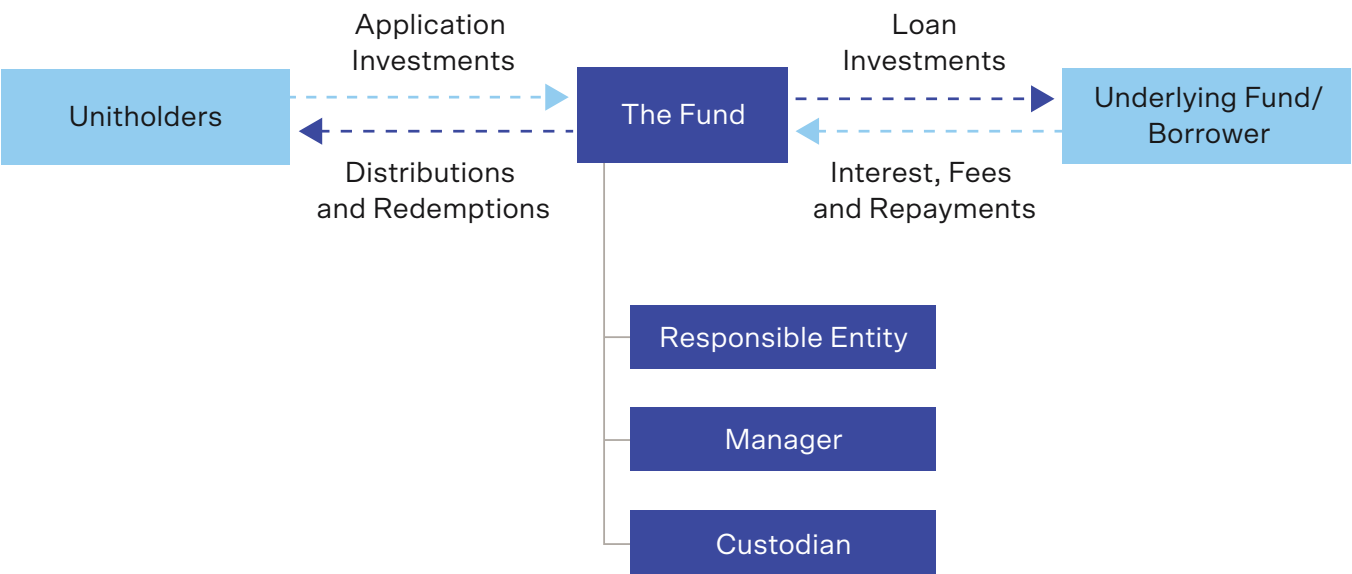 Application
Investments
Loan
Investments
Unitholders
The Fund
Underlying Fund/
Borrower
Distributions
and Redemptions
Interest, Fees
and Repayments
Responsible Entity
Manager
Custodian